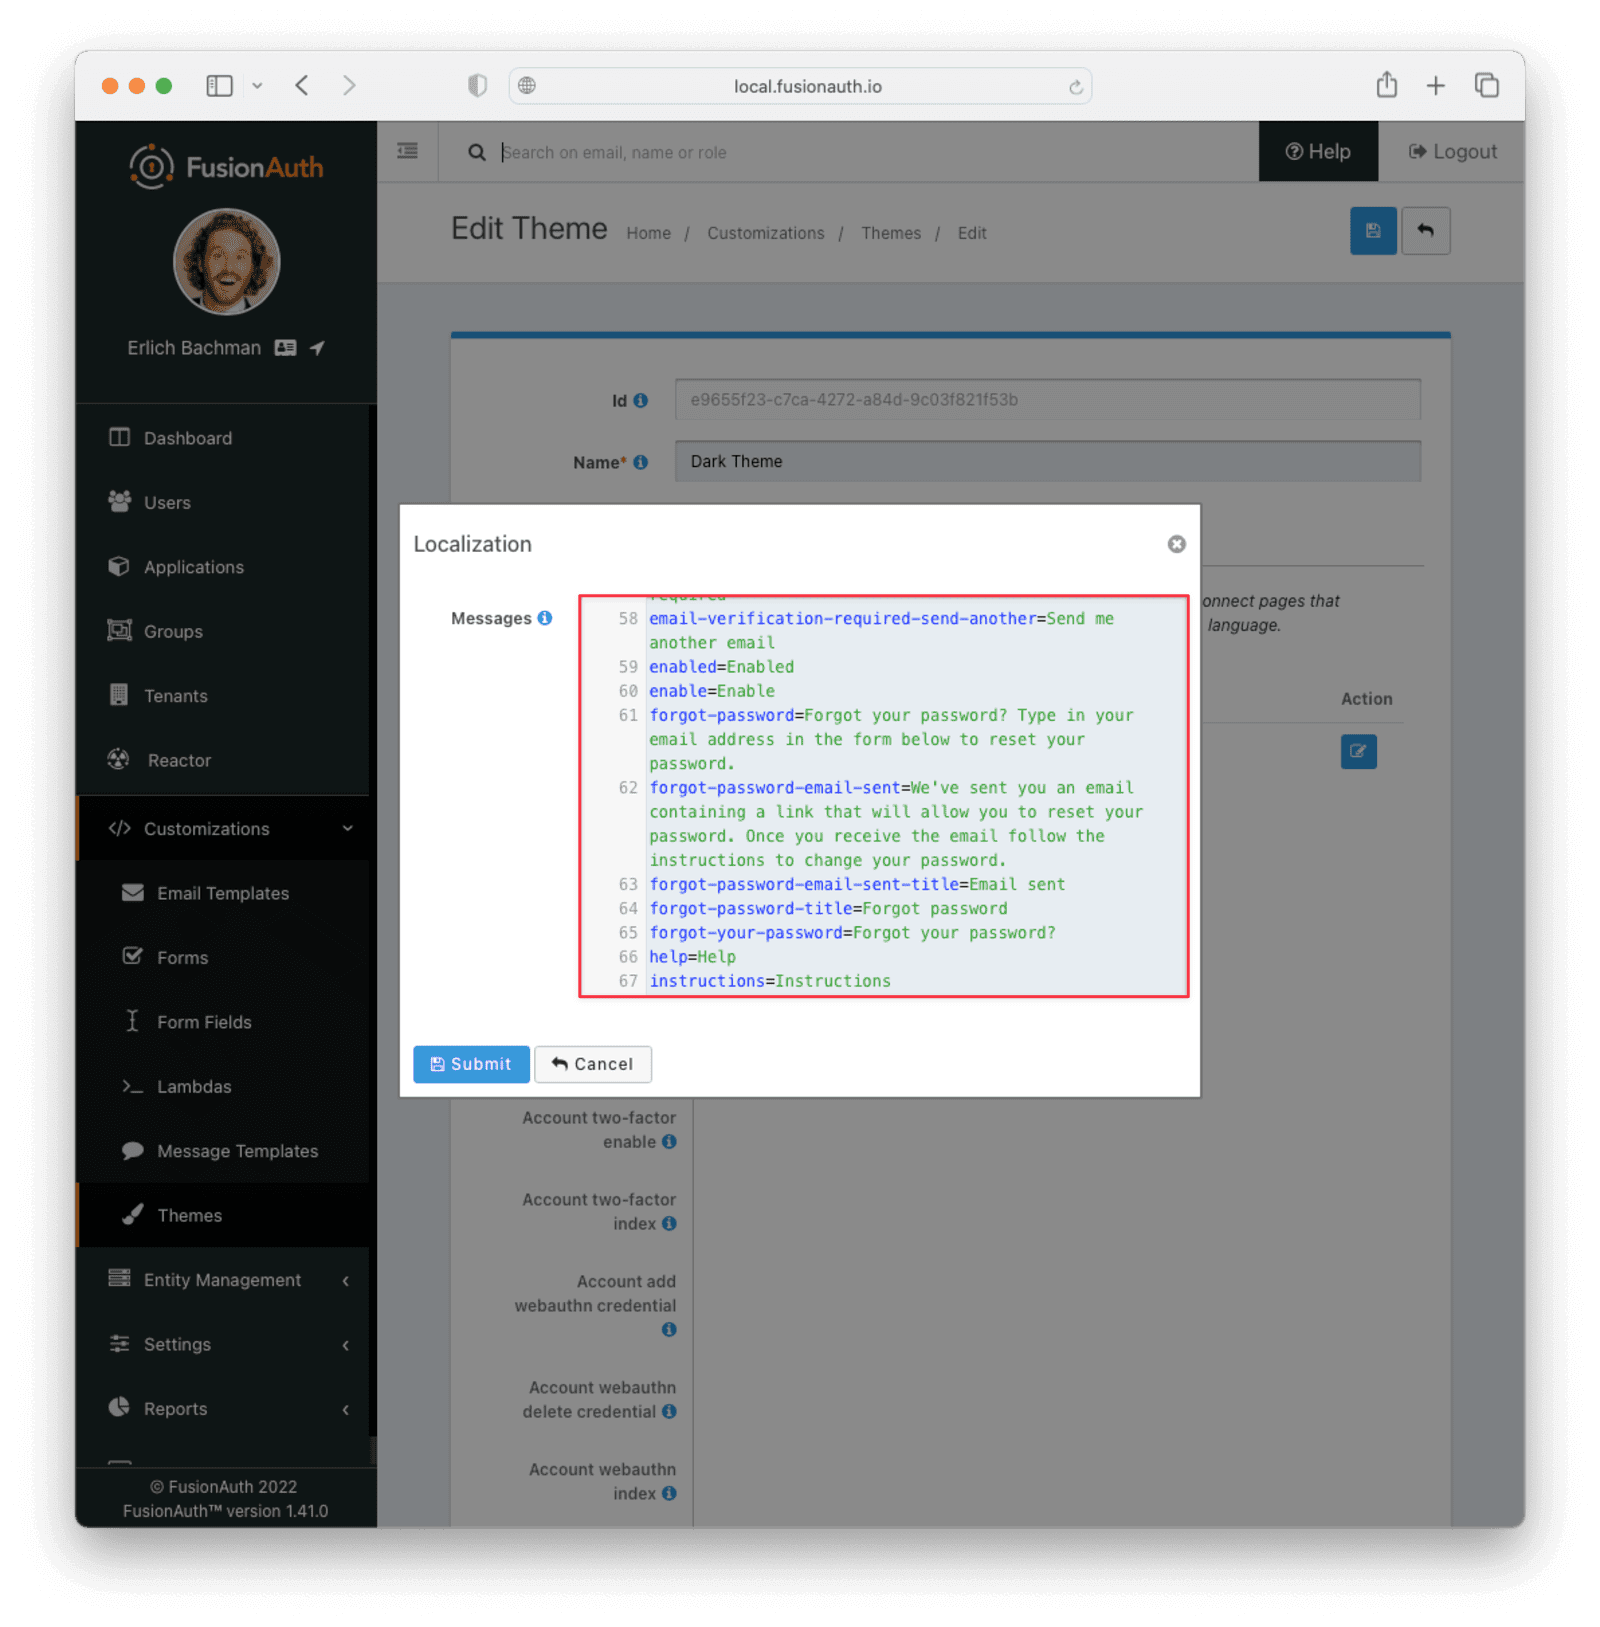 local.fusionauth.io
FusionAuth
Search on email, name or role
Help
Logout
Edit Theme
Home / Customizations / Themes / Edit
Erlich Bachman
Id
e9655f23-c7ca-4272-a84d-9c03f821f53b
Name*
Dark Theme
Dashboard
Users
Applications
Groups
Tenants
Reactor
Customizations
Email Templates
Forms
Form Fields
Lambdas
Message Templates
Themes
Entity Management
Settings
Reports
© FusionAuth 2022
FusionAuth™ version 1.41.0
Localization
Messages
required
58 email-verification-required-send-another=Send me
another email
59 enabled=Enabled
60 enable=Enable
61 forgot-password=Forgot your password? Type in your
email address in the form below to reset your
password.
62 forgot-password-email-sent=We've sent you an email
containing a link that will allow you to reset your
password. Once you receive the email follow the
instructions to change your password.
63 forgot-password-email-sent-title=Email sent
64 forgot-password-title=Forgot password
65 forgot-your-password=Forgot your password?
66 help=Help
67 instructions=Instructions
Submit
Cancel
onnect pages that
language.
Action
Account two-factor
enable
Account two-factor
index
Account add
webauthn credential
Account webauthn
delete credential
Account webauthn
index